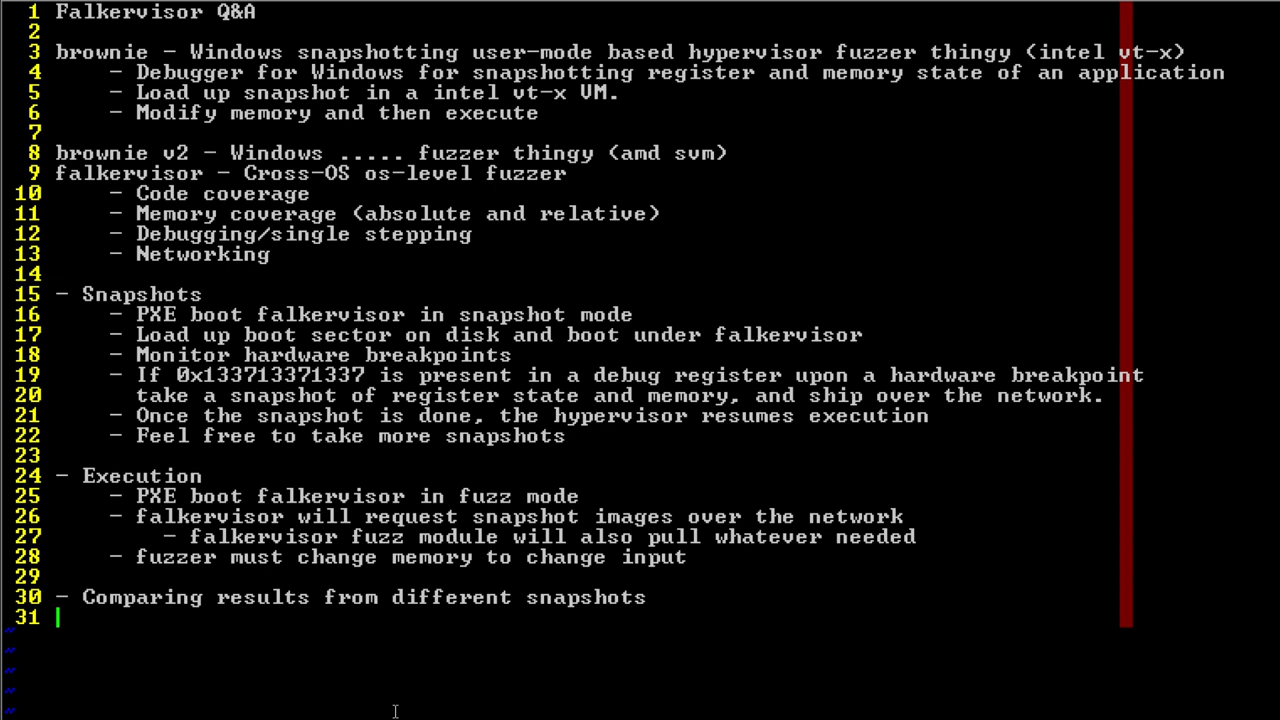 1 Falkervisor Q&A
2
3 brownie - Windows snapshotting user-mode based hypervisor fuzzer thingy (intel vt-x)
4 - Debugger for Windows for snapshotting register and memory state of an application
5 - Load up snapshot in a intel vt-x VM.
6 - Modify memory and then execute
7
8 brownie v2 - Windows ..... fuzzer thingy (amd svm)
9 falkervisor - Cross-OS os-level fuzzer
10 - Code coverage
11 - Memory coverage (absolute and relative)
12 - Debugging/single stepping
13 - Networking
14
15 - Snapshots
16 - PXE boot falkervisor in snapshot mode
17 - Load up boot sector on disk and boot under falkervisor
18 - Monitor hardware breakpoints
19 - If 0x133713371337 is present in a debug register upon a hardware breakpoint
20 take a snapshot of register state and memory, and ship over the network.
21 - Once the snapshot is done, the hypervisor resumes execution
22 - Feel free to take more snapshots
23
24 - Execution
25 - PXE boot falkervisor in fuzz mode
26 - falkervisor will request snapshot images over the network
27 - falkervisor fuzz module will also pull whatever needed
28 - fuzzer must change memory to change input
29
30 - Comparing results from different snapshots
31
~
~
~
~
~